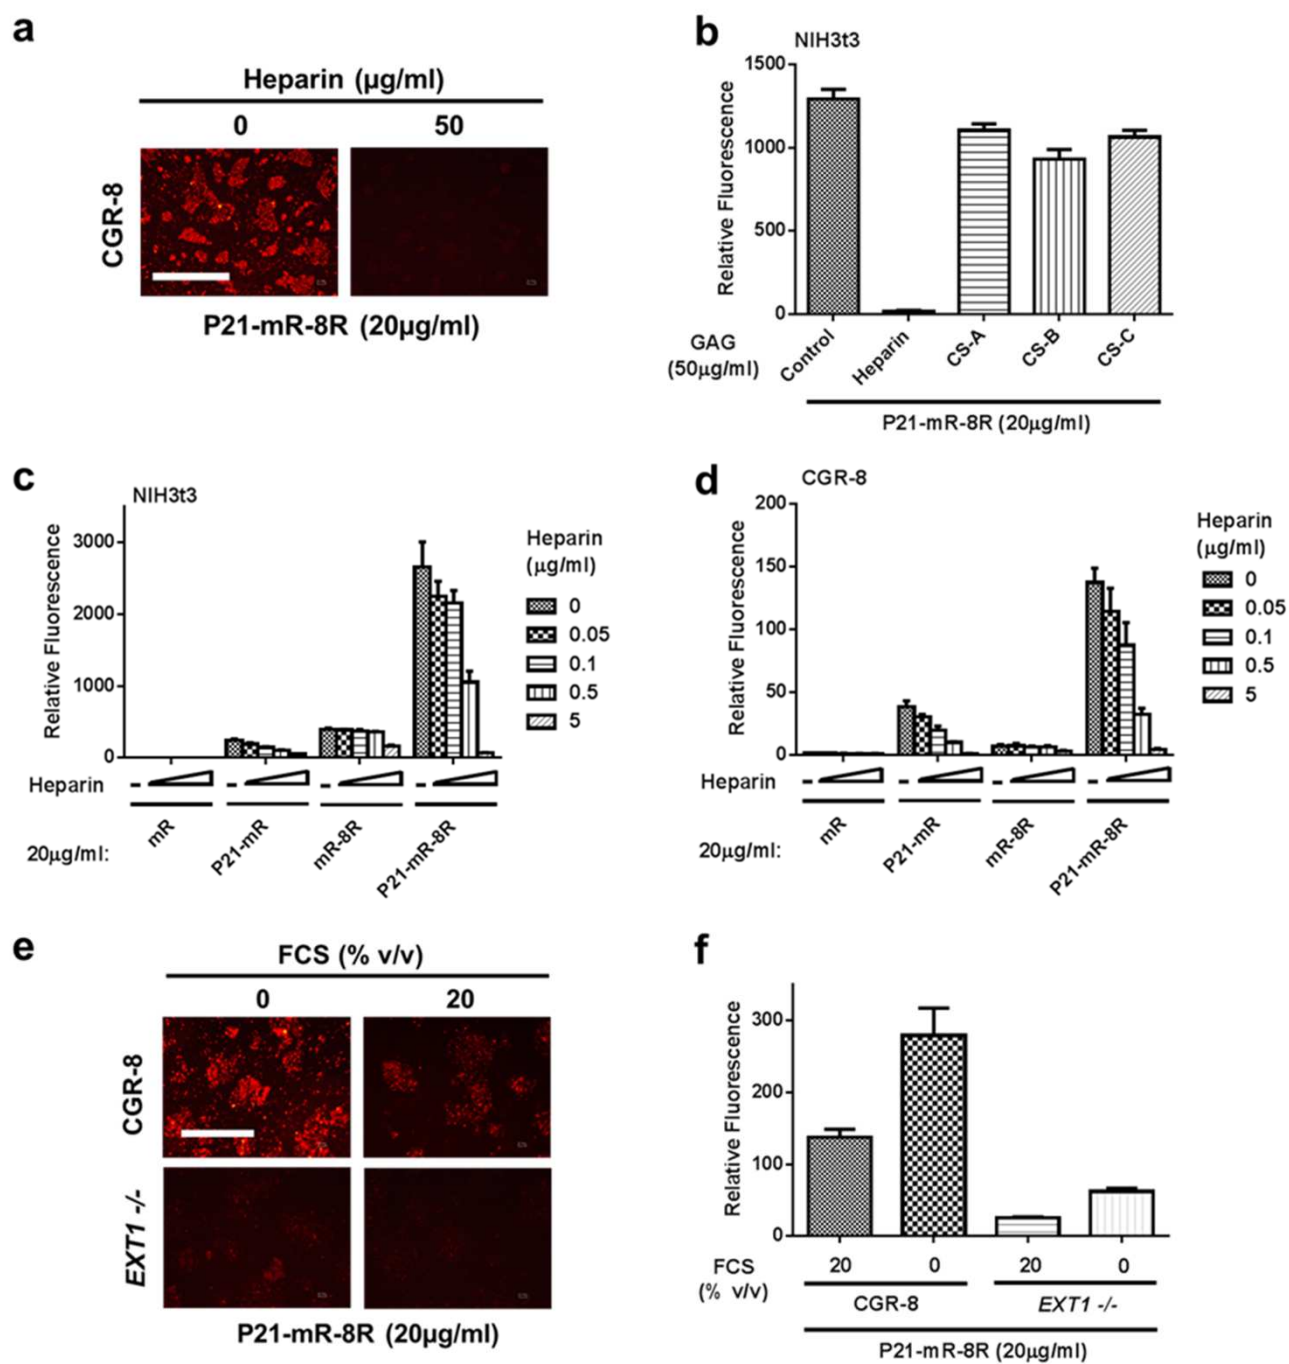 a
Heparin (µg/ml)
0 50
CGR-8
P21-mR-8R (20µg/ml)
b
NIH3t3
Relative Fluorescence
1500
1000
500
0
GAG
(50µg/ml)
Control Heparin CS-A CS-B CS-C
P21-mR-8R (20µg/ml)
c
NIH3t3
Relative Fluorescence
3000
2000
1000
0
Heparin
(µg/ml)
0
0.05
0.1
0.5
5
Heparin - - - -
20µg/ml:
mR P21-mR mR-8R P21-mR-8R
d
CGR-8
Relative Fluorescence
200
150
100
50
0
Heparin
(µg/ml)
0
0.05
0.1
0.5
5
Heparin - - - -
20µg/ml:
mR P21-mR mR-8R P21-mR-8R
e
FCS (% v/v)
0 20
CGR-8
EXT1 -/-
P21-mR-8R (20µg/ml)
f
Relative Fluorescence
300
200
100
0
FCS
(% v/v)
20 0 20 0
CGR-8 EXT1 -/-
P21-mR-8R (20µg/ml)